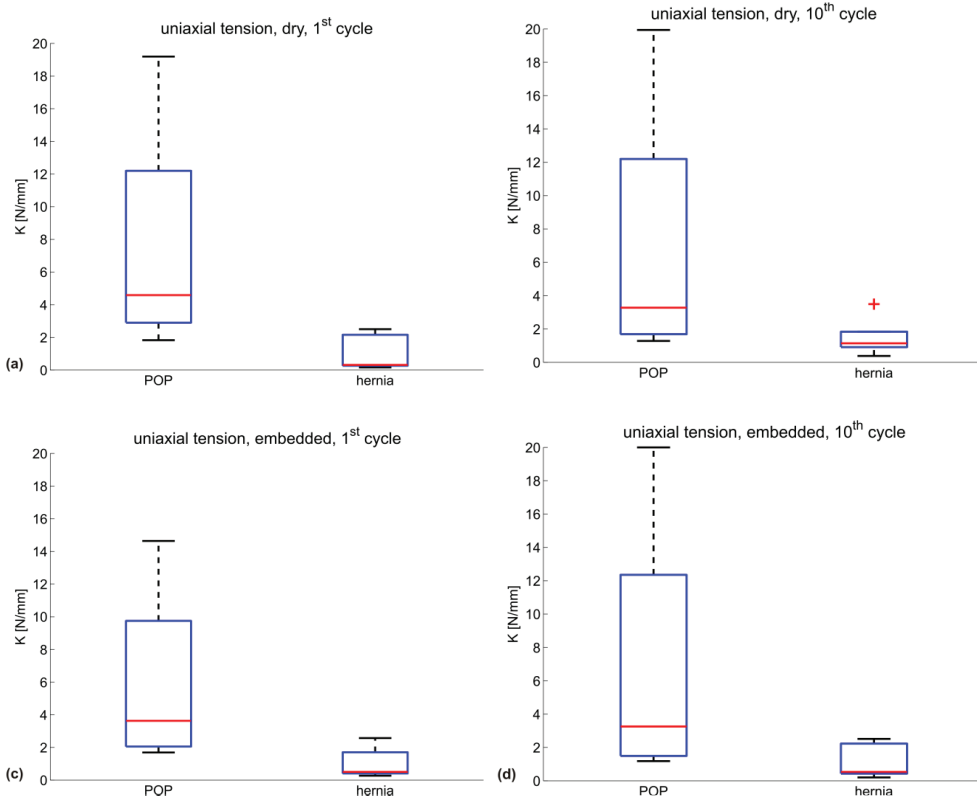 uniaxial tension, dry, 1st cycle
K [N/mm]
20
18
16
14
12
10
8
6
4
2
0
(a)
POP
hernia
uniaxial tension, dry, 10th cycle
K [N/mm]
20
18
16
14
12
10
8
6
4
2
0
POP
hernia
uniaxial tension, embedded, 1st cycle
K [N/mm]
20
18
16
14
12
10
8
6
4
2
0
(c)
POP
hernia
uniaxial tension, embedded, 10th cycle
K [N/mm]
20
18
16
14
12
10
8
6
4
2
0
(d)
POP
hernia